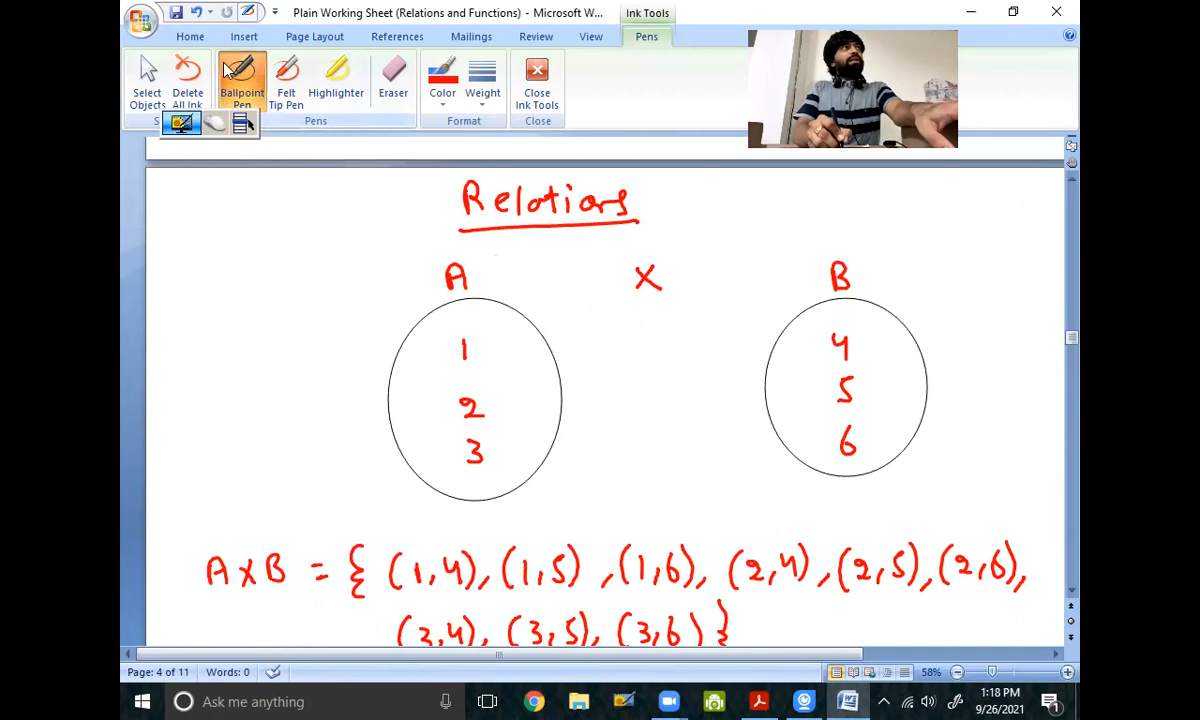 Plain Working Sheet (Relations and Functions) - Microsoft W...
Ink Tools
Home Insert Page Layout References Mailings Review View Pens
Select Objects
Delete All Ink
Ballpoint Pen
Felt Tip Pen
Highlighter
Eraser
Color
Weight
Close Ink Tools
S
Pens
Format
Close
Relations
A X B
1 4
2 5
3 6
A X B = { (1,4), (1,5) , (1,6), (2,4), (2,5), (2,6),
(3,4), (3,5), (3,6) }
Page: 4 of 11 Words: 0 58%
Ask me anything
1:18 PM
9/26/2021
1